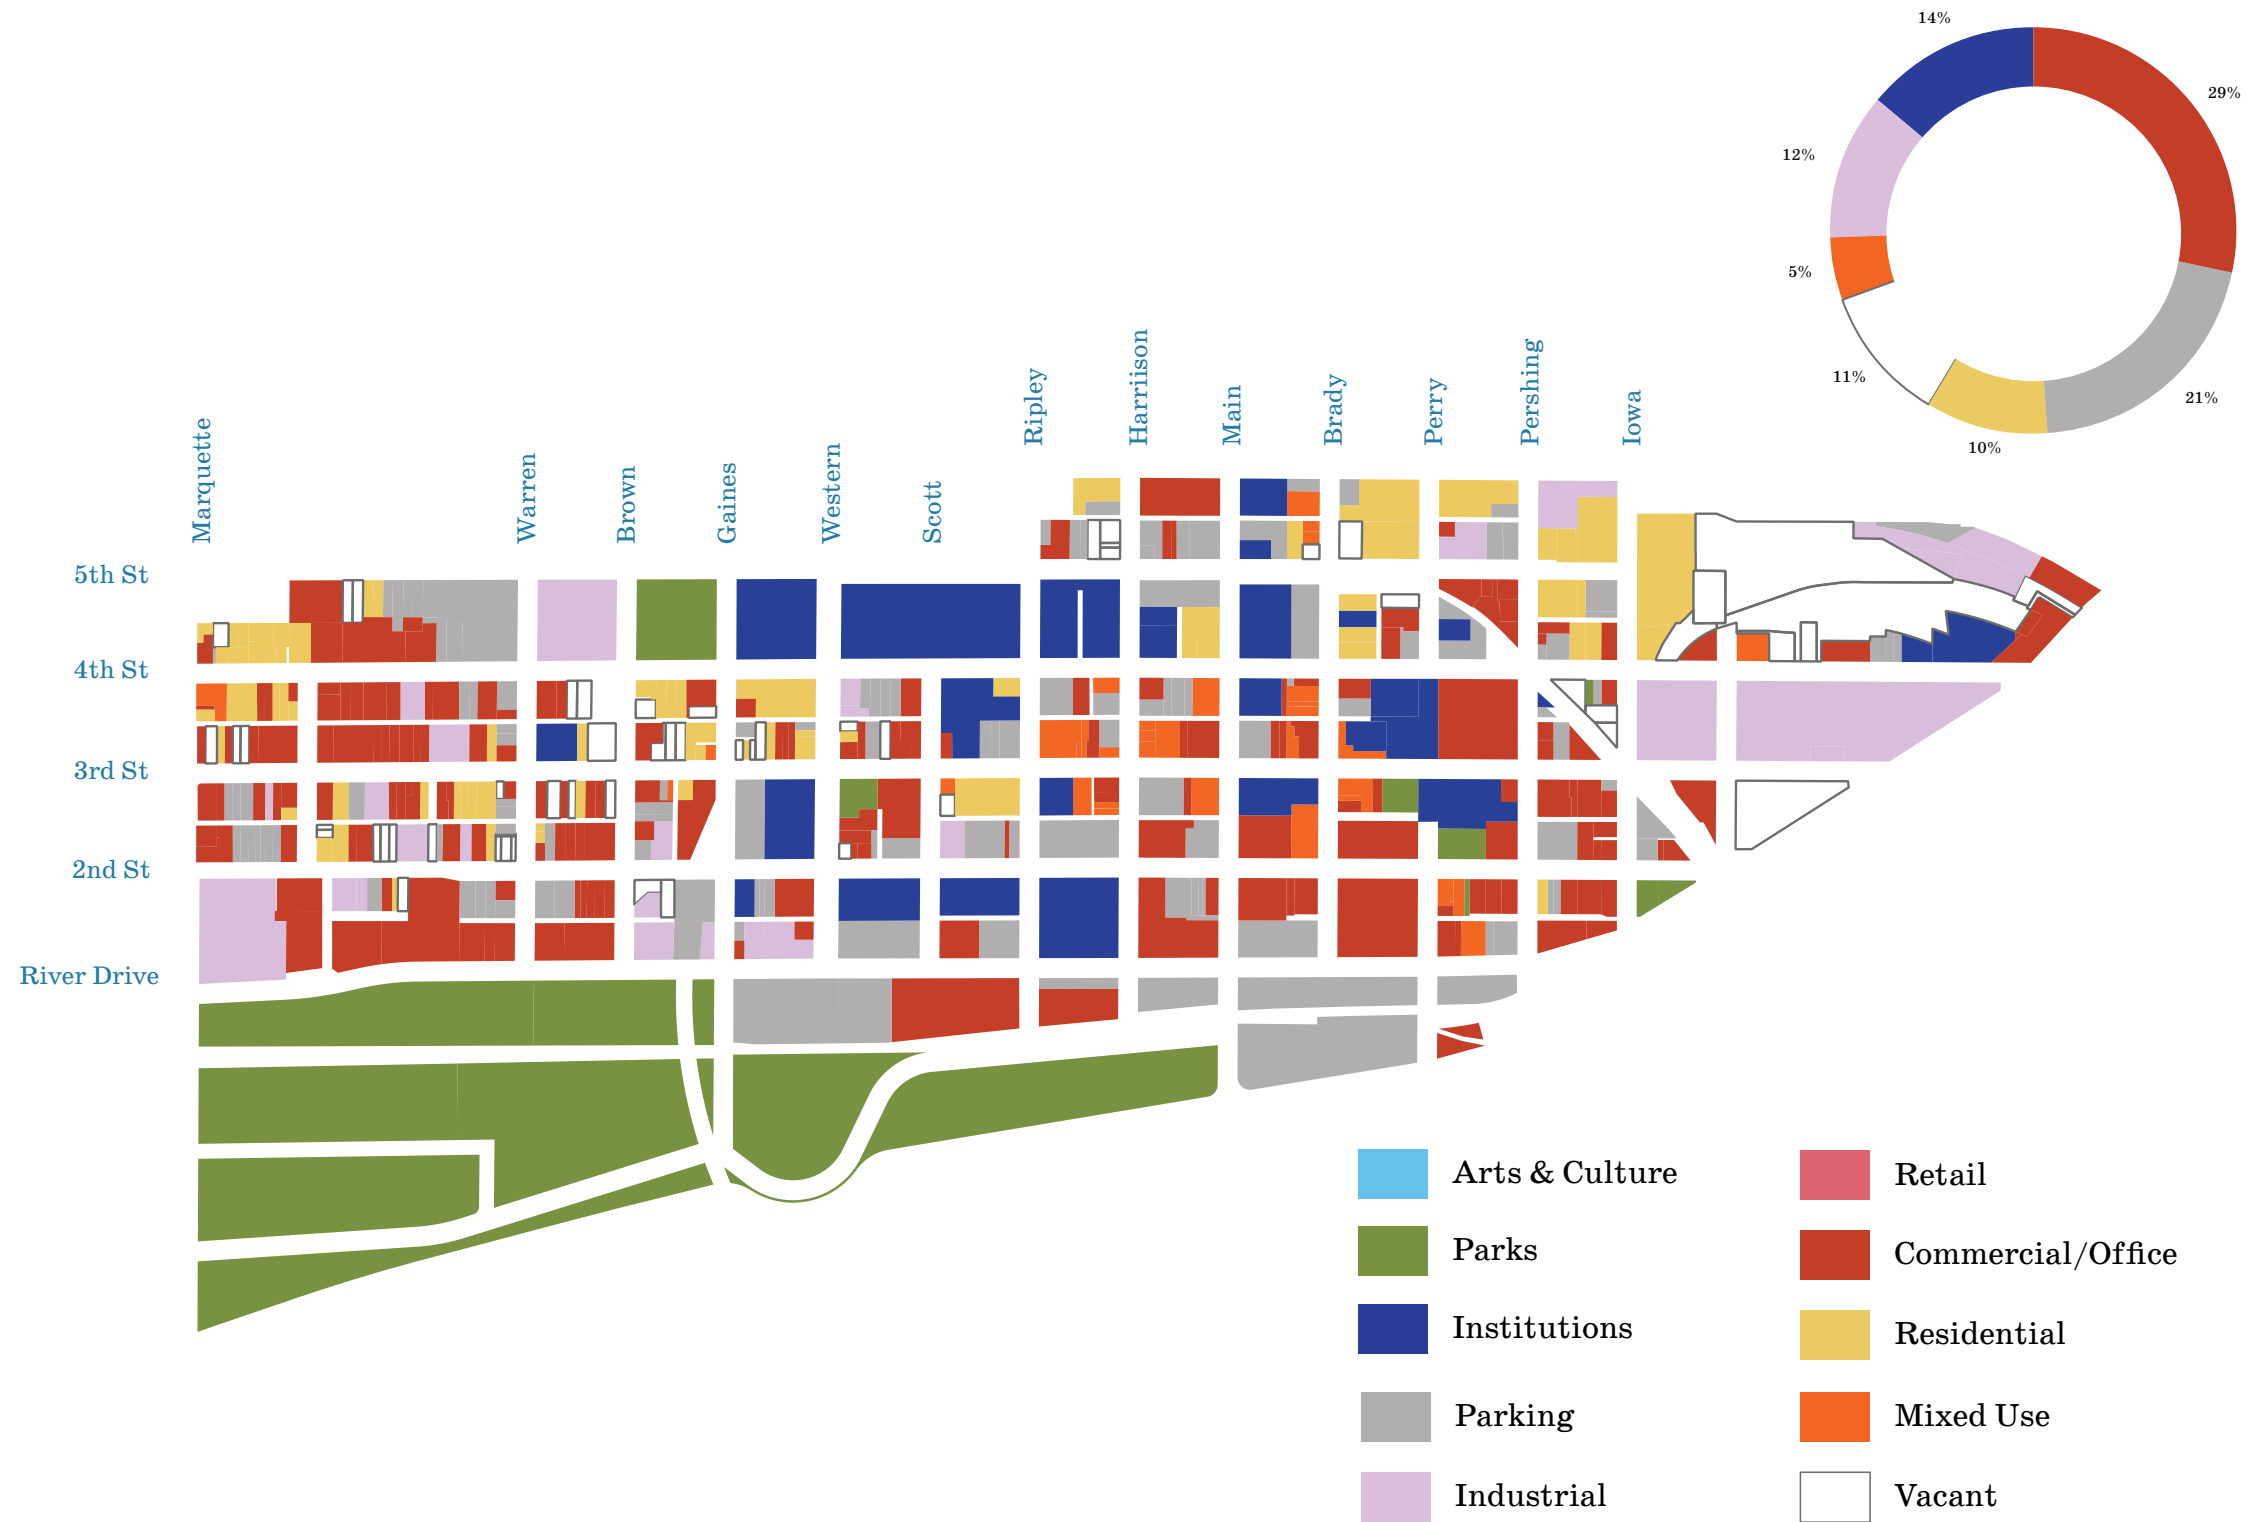 14%
29%
12%
5%
11%
21%
10%
Marquette
Warren
Brown
Gaines
Western
Scott
Ripley
Harriison
Main
Brady
Perry
Pershing
Iowa
5th St
4th St
3rd St
2nd St
River Drive
Arts & Culture
Parks
Institutions
Parking
Industrial
Retail
Commercial/Office
Residential
Mixed Use
Vacant